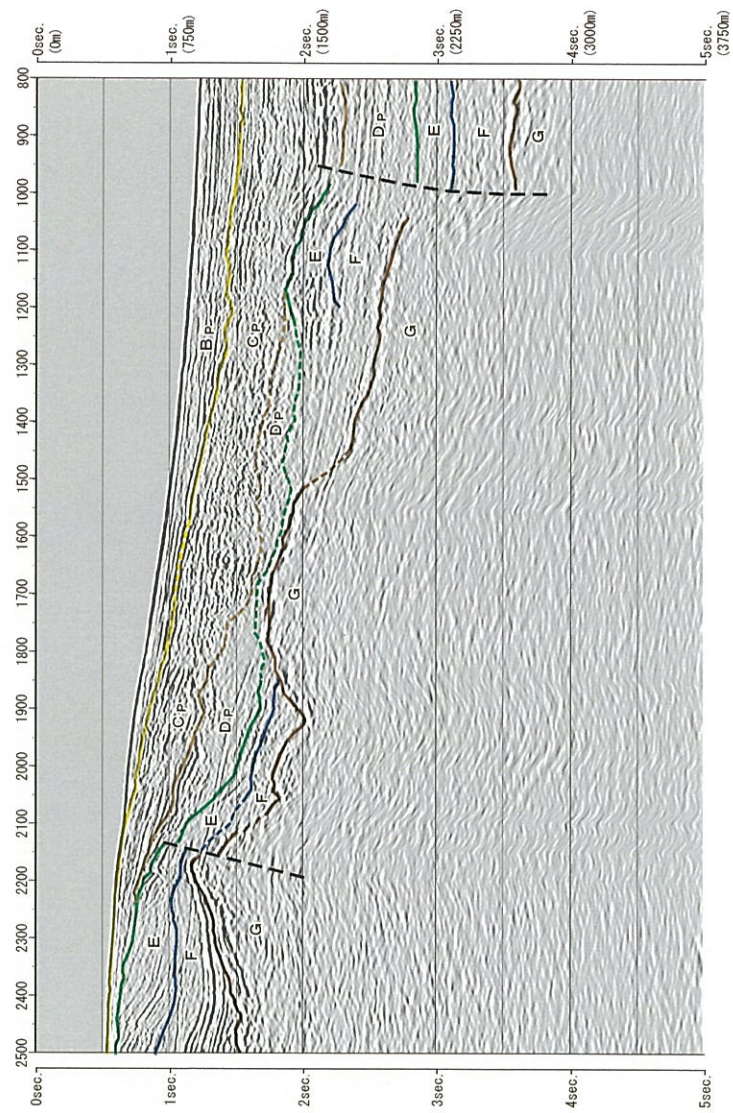 0sec.
(0m)
1sec.
(750m)
2sec.
(1500m)
3sec.
(2250m)
4sec.
(3000m)
5sec.
(3750m)
800
900
1000
1100
1200
1300
1400
1500
1600
1700
1800
1900
2000
2100
2200
2300
2400
2500
B.P
C.P
D.P
E
F
G
D.P
E
F
G
G
C.P
D.P
E
F
E
F
G
0sec.
1sec.
2sec.
3sec.
4sec.
5sec.